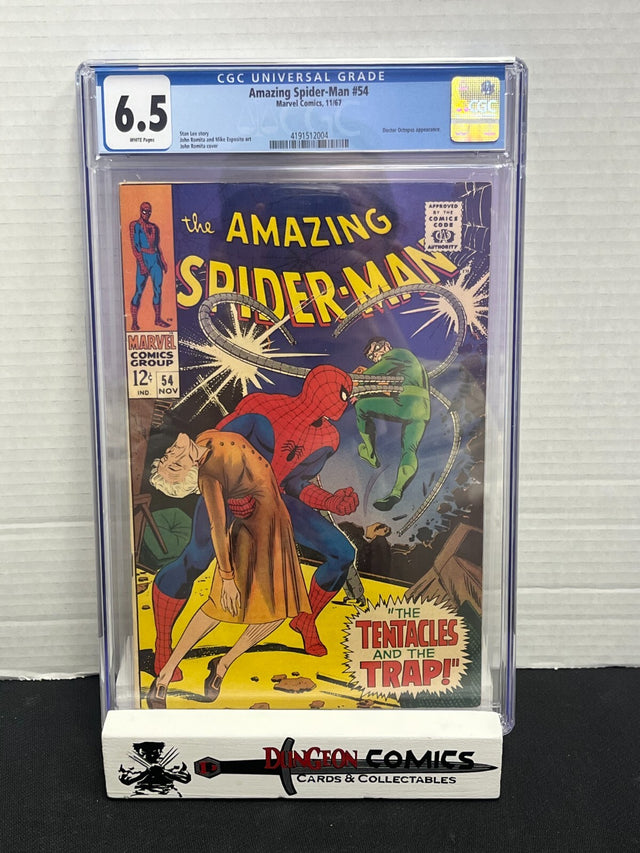 CGC UNIVERSAL GRADE
6.5
WHITE Pages
Amazing Spider-Man #54
Marvel Comics, 11/67
Stan Lee story
John Romita and Mike Esposito art
John Romita cover
4191512004
Doctor Octopus appearance.
CGC
the AMAZING
SPIDER-MAN
APPROVED
BY THE
COMICS
CODE
AUTHORITY
MARVEL
COMICS
GROUP
12¢
IND.
54
NOV
"THE
TENTACLES
AND THE
TRAP!"
DUNGEON COMICS
CARDS & COLLECTABLES